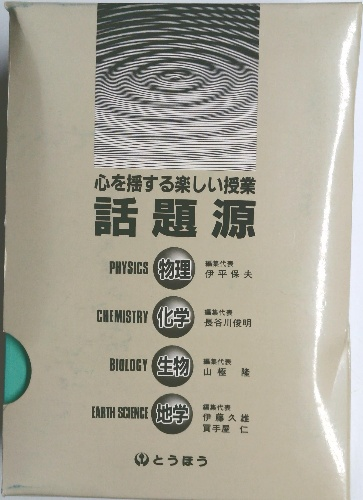 心を揺する楽しい授業
話題源
PHYSICS 物理 編集代表 伊平保夫
CHEMISTRY 化学 編集代表 長谷川俊明
BIOLOGY 生物 編集代表 山極隆
EARTH SCIENCE 地学 編集代表 伊藤久雄 買手屋仁
とうほう